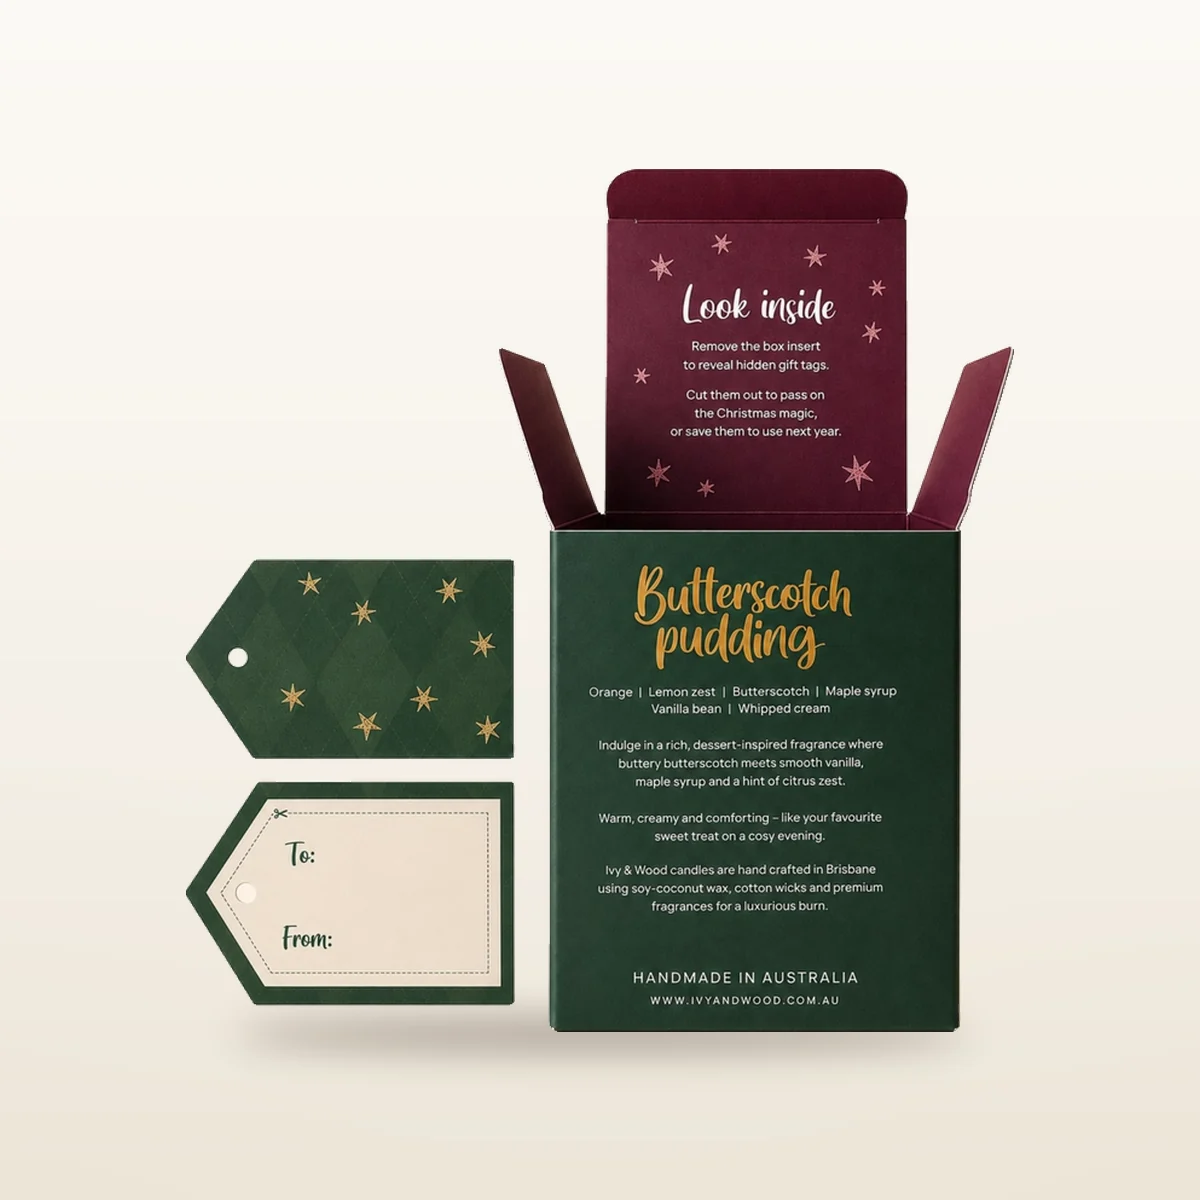 Look inside
Remove the box insert
to reveal hidden gift tags.
Cut them out to pass on
the Christmas magic,
or save them to use next year.
Butterscotch
pudding
Orange | Lemon zest | Butterscotch | Maple syrup
Vanilla bean | Whipped cream
Indulge in a rich, dessert-inspired fragrance where
buttery butterscotch meets smooth vanilla,
maple syrup and a hint of citrus zest.
Warm, creamy and comforting – like your favourite
sweet treat on a cosy evening.
Ivy & Wood candles are hand crafted in Brisbane
using soy-coconut wax, cotton wicks and premium
fragrances for a luxurious burn.
HANDMADE IN AUSTRALIA
WWW.IVYANDWOOD.COM.AU
To:
From: